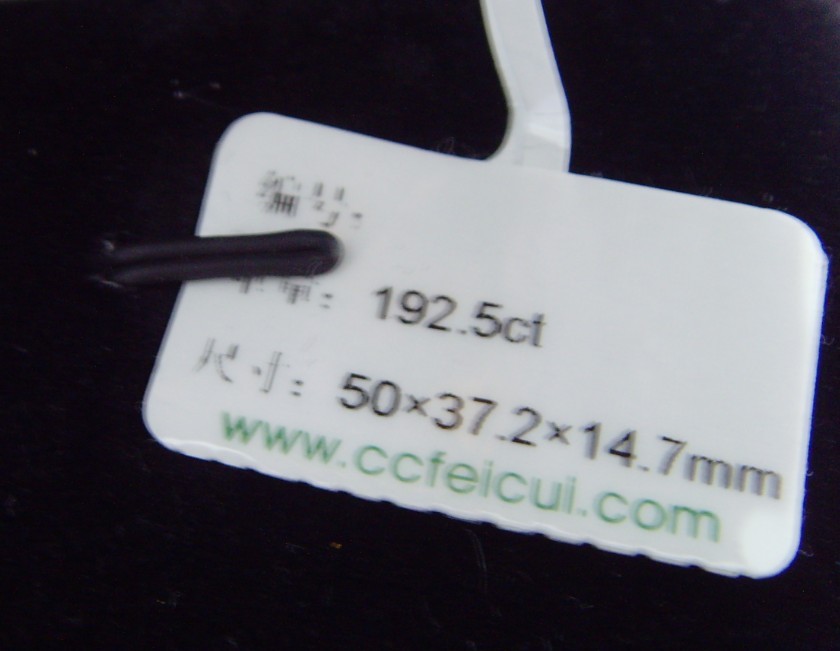 编号:
192.5ct
尺寸: 50×37.2×14.7mm
www.ccfeicui.com